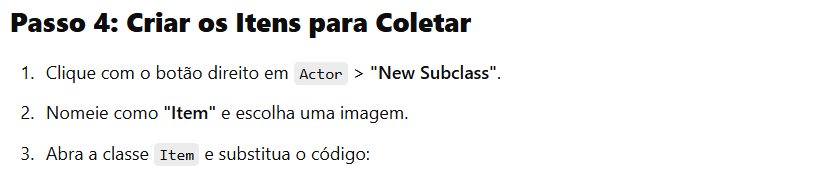 Passo 4: Criar os Itens para Coletar
1. Clique com o botão direito em Actor > "New Subclass".
2. Nomeie como "Item" e escolha uma imagem.
3. Abra a classe Item e substitua o código: